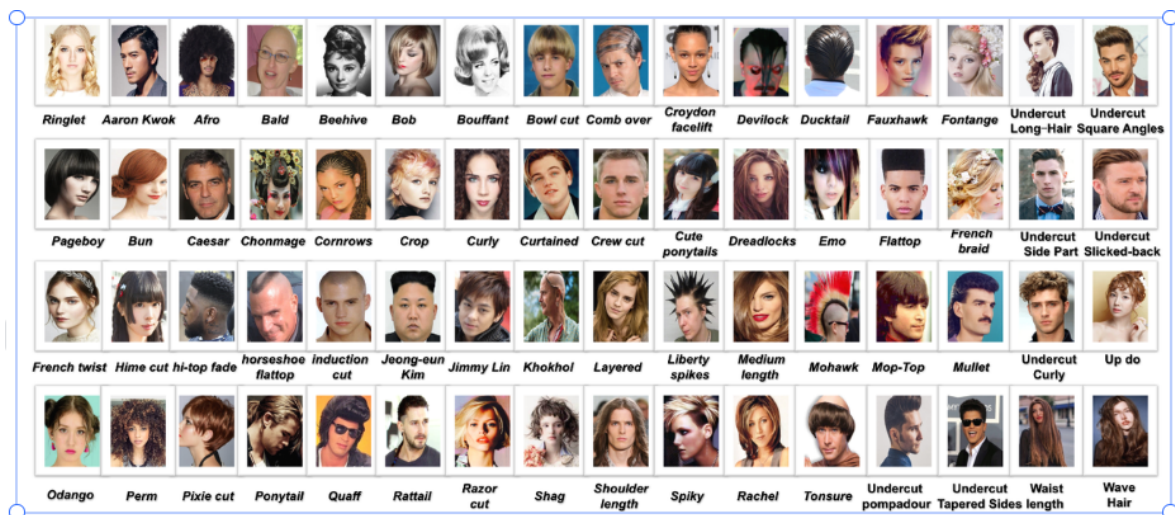 Ringlet
Aaron Kwok
Afro
Bald
Beehive
Bob
Bouffant
Bowl cut
Comb over
Croydon
facelift
Devilock
Ducktail
Fauxhawk
Fontange
Undercut
Long-Hair
Undercut
Square Angles
Pageboy
Bun
Caesar
Chonmage
Cornrows
Crop
Curly
Curtained
Crew cut
Cute
ponytails
Dreadlocks
Emo
Flattop
French
braid
Undercut
Side Part
Undercut
Slicked-back
French twist
Hime cut
hi-top fade
horseshoe
flattop
induction
cut
Jeong-eun
Kim
Jimmy Lin
Khokhol
Layered
Liberty
spikes
Medium
length
Mohawk
Mop-Top
Mullet
Undercut
Curly
Up do
Odango
Perm
Pixie cut
Ponytail
Quaff
Rattail
Razor
cut
Shag
Shoulder
length
Spiky
Rachel
Tonsure
Undercut
pompadour
Undercut
Tapered Sides
Waist
length
Wave
Hair